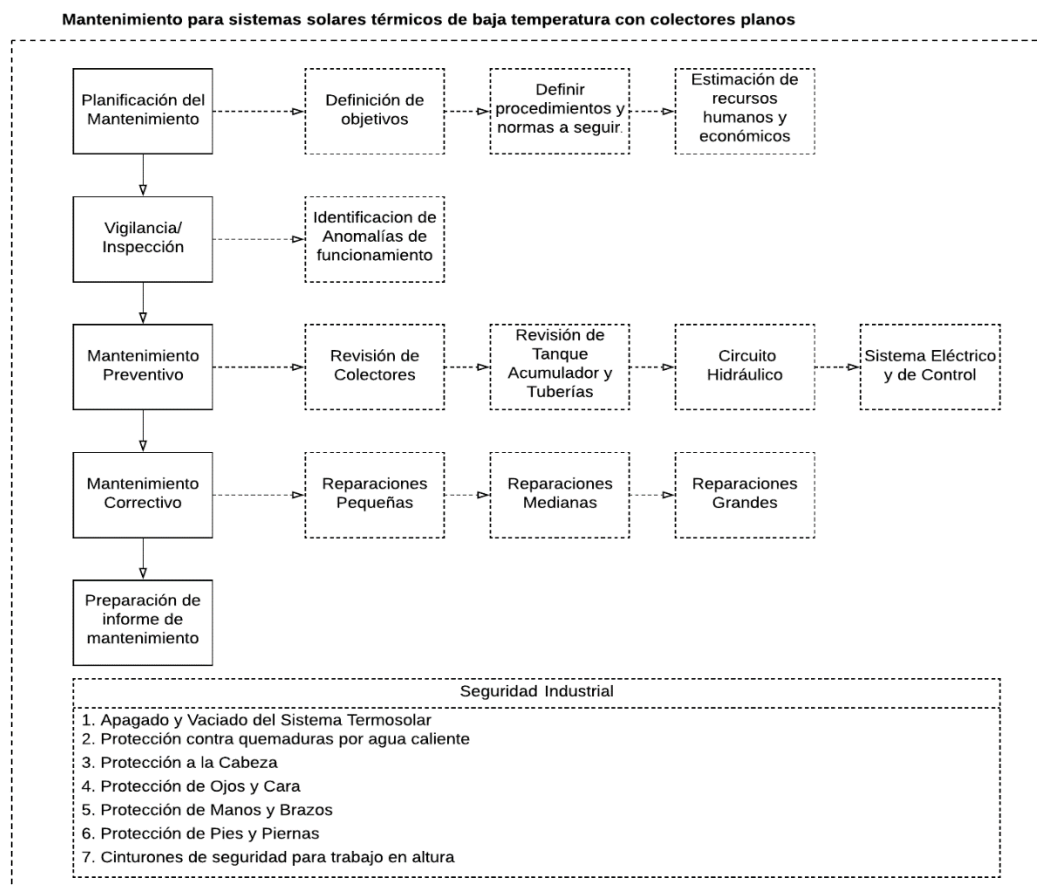 Mantenimiento para sistemas solares térmicos de baja temperatura con colectores planos
Planificación del
Mantenimiento
Definición de
objetivos
Definir
procedimientos y
normas a seguir.
Estimación de
recursos
humanos y
económicos
Vigilancia/
Inspección
Identificacion de
Anomalías de
funcionamiento
Mantenimiento
Preventivo
Revisión de
Colectores
Revisión de
Tanque
Acumulador y
Tuberías
Circuito
Hidráulico
Sistema Eléctrico
y de Control
Mantenimiento
Correctivo
Reparaciones
Pequeñas
Reparaciones
Medianas
Reparaciones
Grandes
Preparación de
informe de
mantenimiento
Seguridad Industrial
1. Apagado y Vaciado del Sistema Termosolar
2. Protección contra quemaduras por agua caliente
3. Protección a la Cabeza
4. Protección de Ojos y Cara
5. Protección de Manos y Brazos
6. Protección de Pies y Piernas
7. Cinturones de seguridad para trabajo en altura